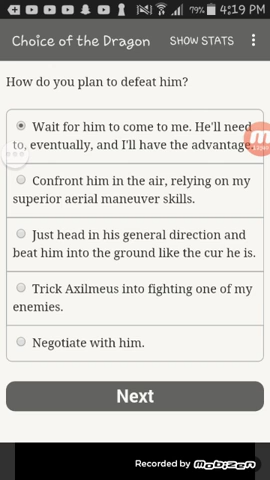 79% 4:19 PM
Choice of the Dragon SHOW STATS
How do you plan to defeat him?
Wait for him to come to me. He'll need
to, eventually, and I'll have the advantage
Confront him in the air, relying on my
superior aerial maneuver skills.
Just head in his general direction and
beat him into the ground like the cur he is.
Trick Axilmeus into fighting one of my
enemies.
Negotiate with him.
Next
Recorded by mobizen